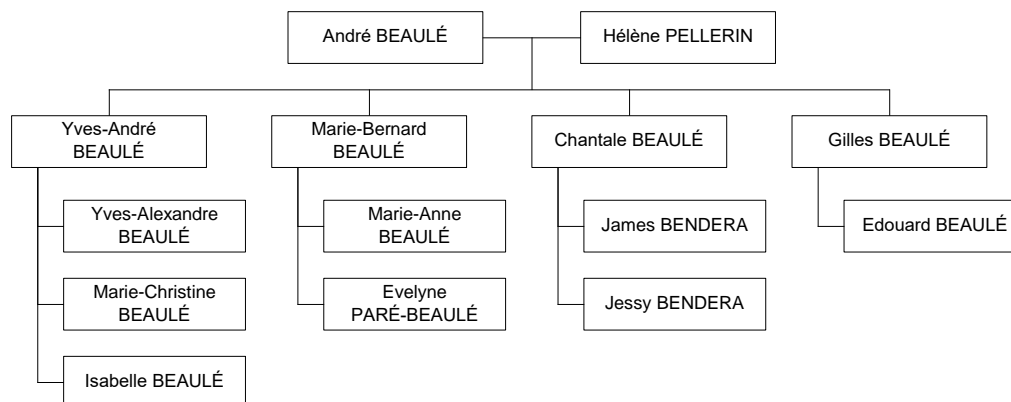 André BEAULÉ
Hélène PELLERIN
Yves-André
BEAULÉ
Marie-Bernard
BEAULÉ
Chantale BEAULÉ
Gilles BEAULÉ
Yves-Alexandre
BEAULÉ
Marie-Anne
BEAULÉ
James BENDERA
Edouard BEAULÉ
Marie-Christine
BEAULÉ
Evelyne
PARÉ-BEAULÉ
Jessy BENDERA
Isabelle BEAULÉ